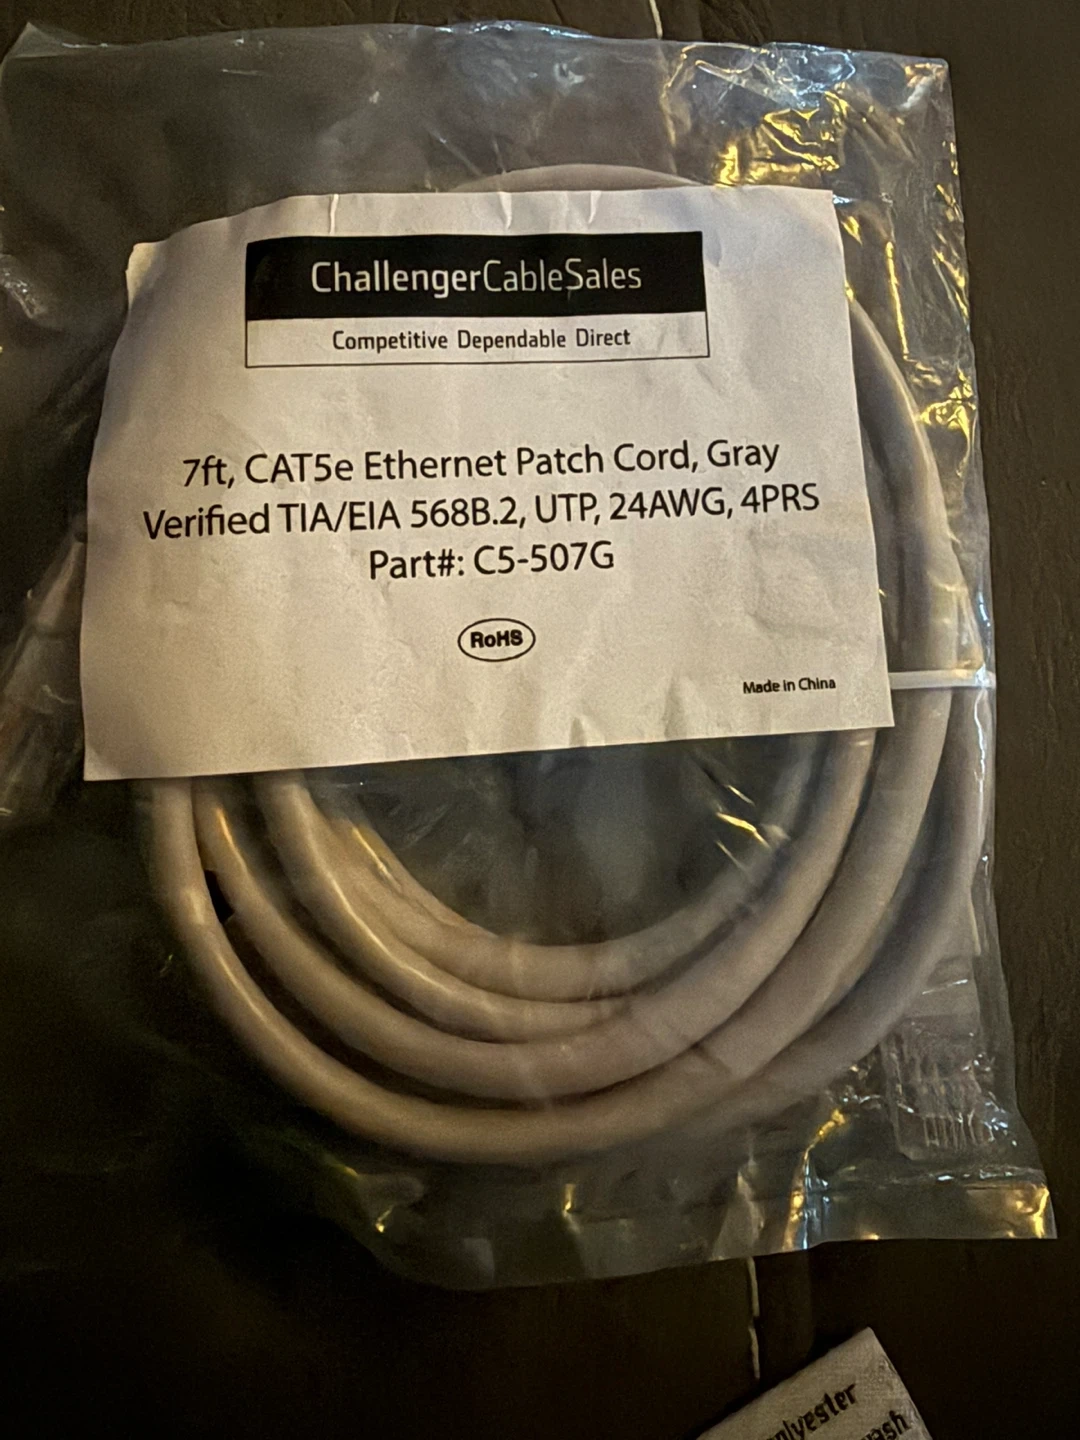 ChallengerCableSales
Competitive Dependable Direct
7ft, CAT5e Ethernet Patch Cord, Gray
Verified TIA/EIA 568B.2, UTP, 24AWG, 4PRS
Part#: C5-507G
RoHS
Made in China